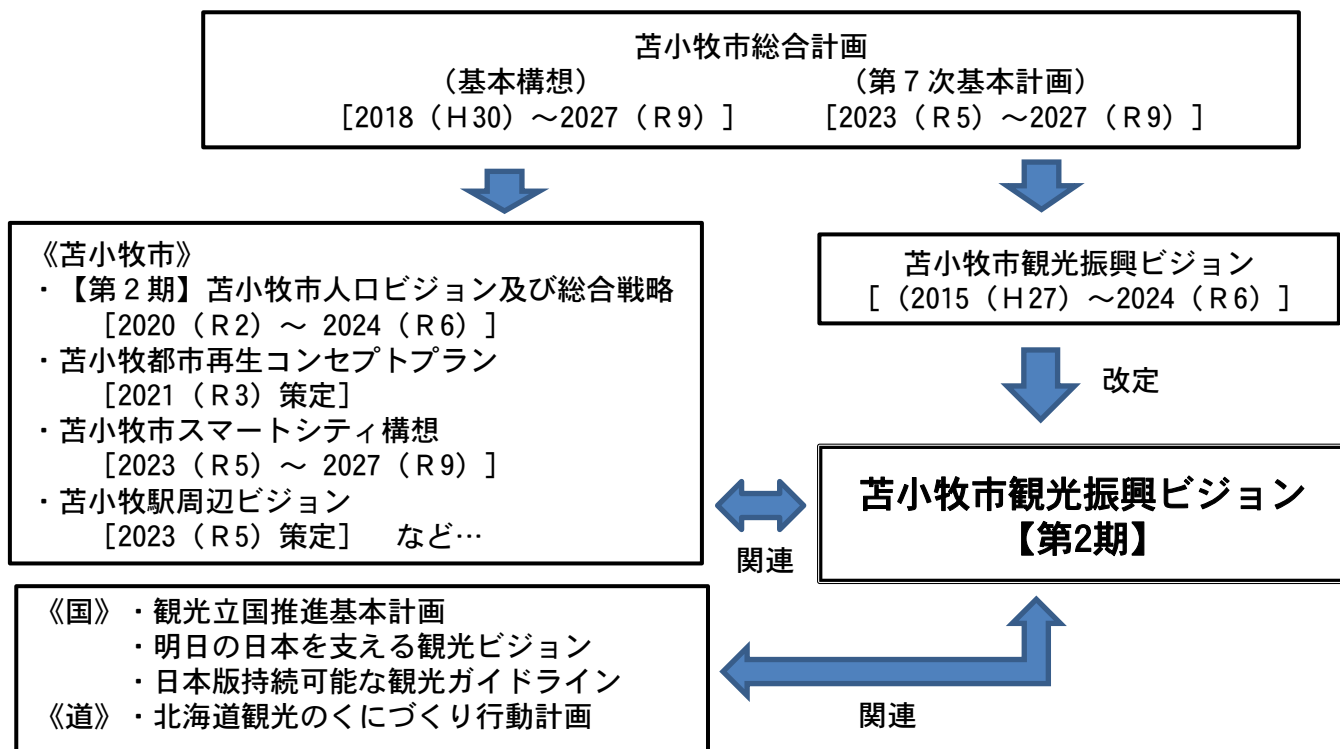 苫小牧市総合計画
（基本構想） （第７次基本計画）
［2018（Ｈ30）～2027（Ｒ9）］ ［2023（Ｒ5）～2027（Ｒ9）］
《苫小牧市》
・【第２期】苫小牧市人口ビジョン及び総合戦略
［2020（Ｒ2）～ 2024（Ｒ6）］
・苫小牧都市再生コンセプトプラン
［2021（Ｒ3）策定］
・苫小牧市スマートシティ構想
［2023（Ｒ5）～ 2027（Ｒ9）］
・苫小牧駅周辺ビジョン
［2023（Ｒ5）策定］ など…
苫小牧市観光振興ビジョン
［（2015（Ｈ27）～2024（Ｒ6）］
改定
苫小牧市観光振興ビジョン
【第2期】
関連
《国》・観光立国推進基本計画
・明日の日本を支える観光ビジョン
・日本版持続可能な観光ガイドライン
《道》・北海道観光のくにづくり行動計画
関連